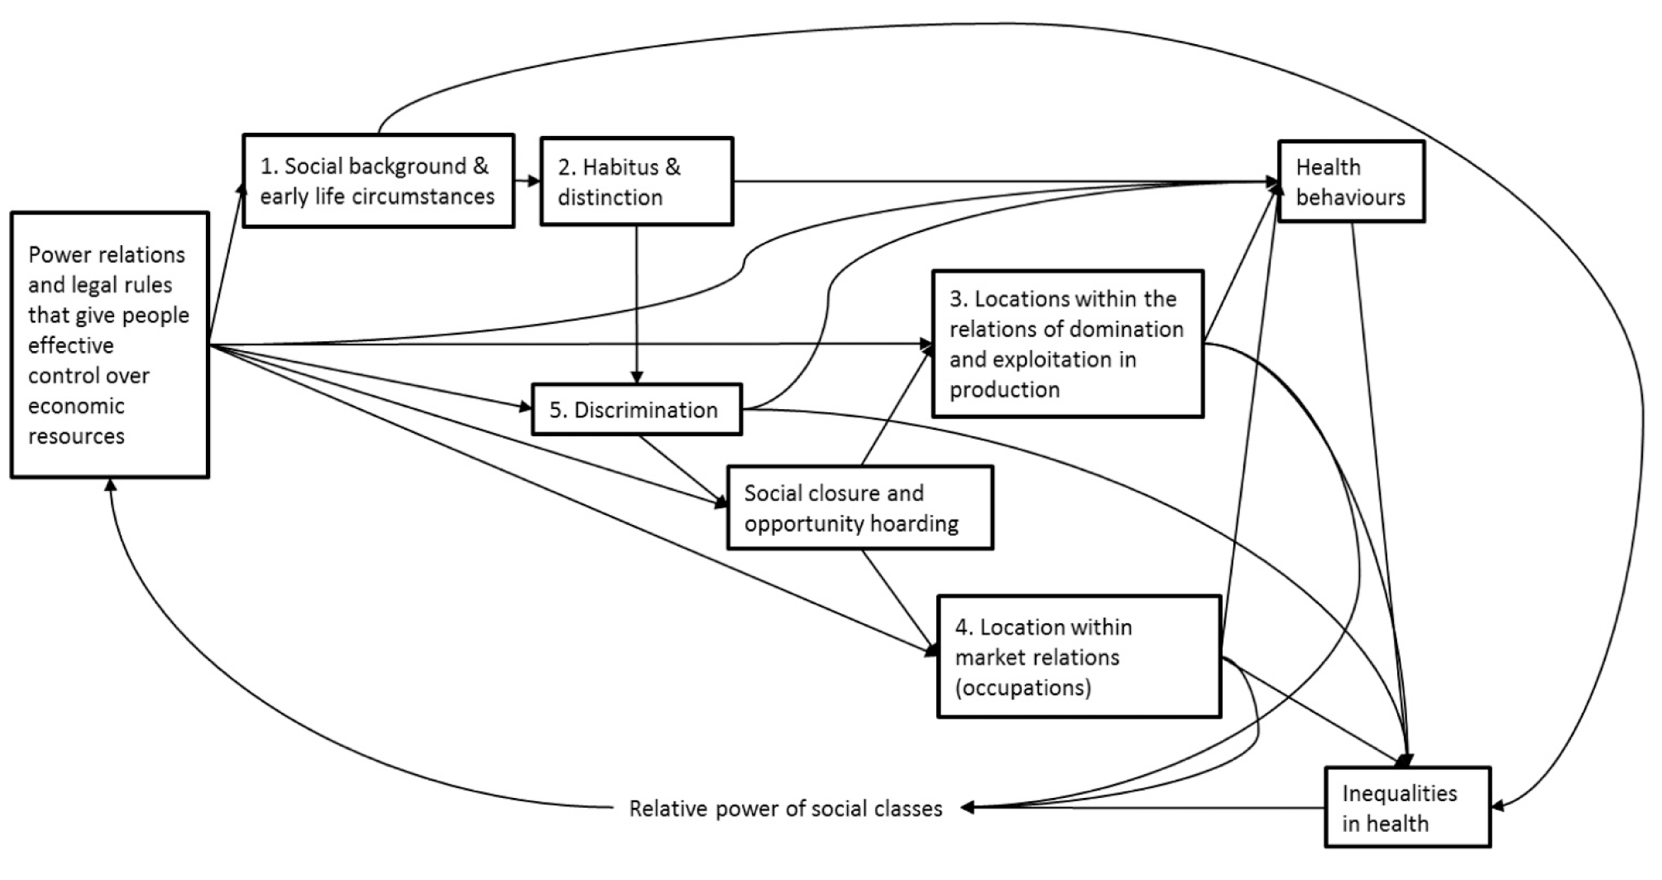 1. Social background &
early life circumstances
2. Habitus &
distinction
Health
behaviours
Power relations
and legal rules
that give people
effective
control over
economic
resources
3. Locations within the
relations of domination
and exploitation in
production
5. Discrimination
Social closure and
opportunity hoarding
4. Location within
market relations
(occupations)
Relative power of social classes
Inequalities
in health